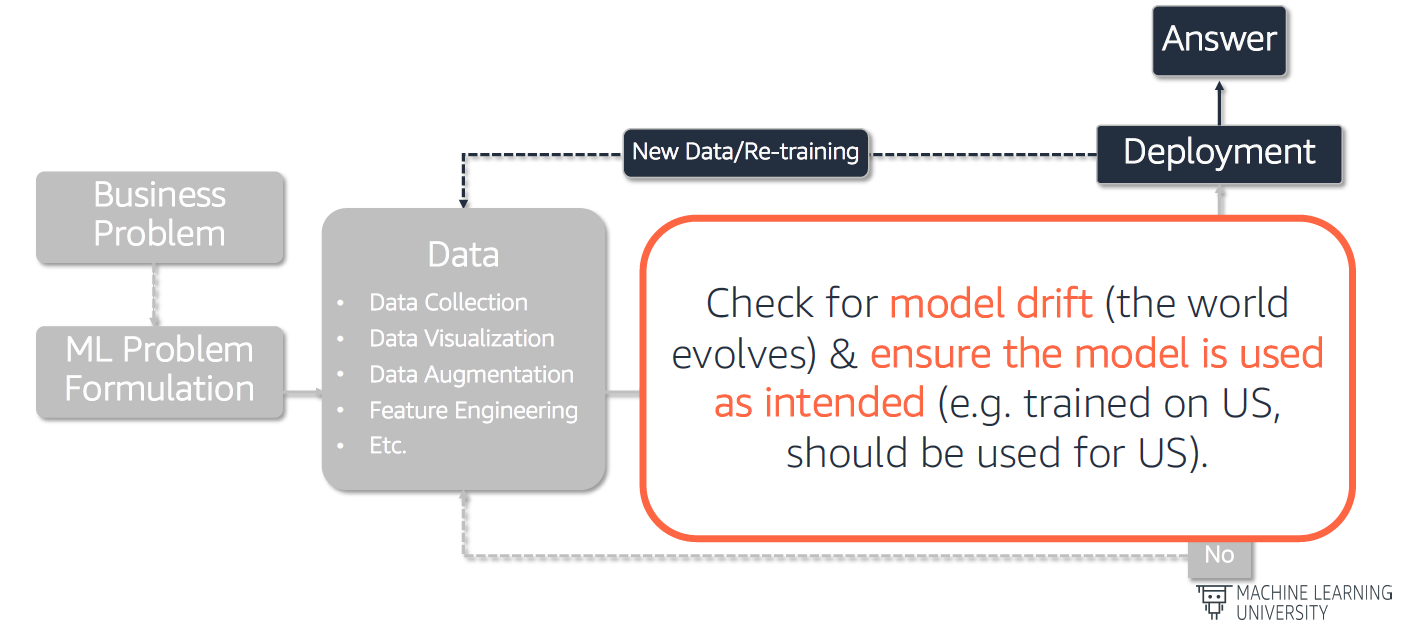 Answer
New Data/Re-training
Deployment
Business
Problem
ML Problem
Formulation
Data
• Data Collection
• Data Visualization
• Data Augmentation
• Feature Engineering
• Etc.
Check for model drift (the world
evolves) & ensure the model is used
as intended (e.g. trained on US,
should be used for US).
No
MACHINE LEARNING
UNIVERSITY